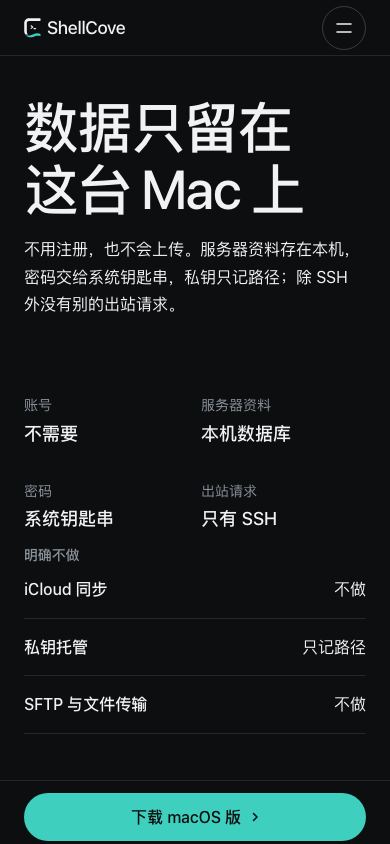 ShellCove
数据只留在
这台 Mac 上
不用注册，也不会上传。服务器资料存在本机，
密码交给系统钥匙串，私钥只记路径；除 SSH
外没有别的出站请求。
账号
服务器资料
不需要
本机数据库
密码
出站请求
系统钥匙串
只有 SSH
明确不做
iCloud 同步 不做
私钥托管 只记路径
SFTP 与文件传输 不做
下载 macOS 版